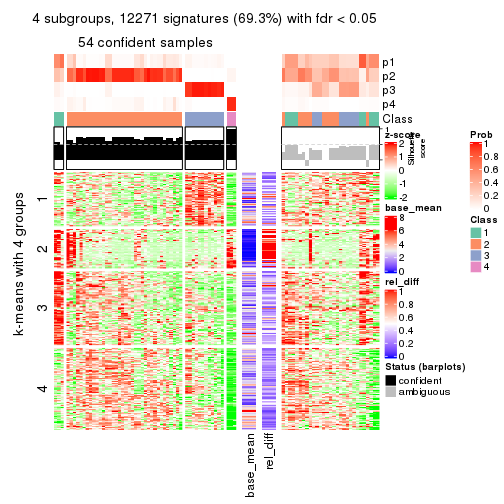 4 subgroups, 12271 signatures (69.3%) with fdr < 0.05
54 confident samples
p1
p2
p3
p4
Class
1
Silhouette
score
k-means with 4 groups
1
2
3
4
base_mean
rel_diff
z-score
2
1
0
-1
-2
base_mean
8
6
4
2
0
rel_diff
1
0.8
0.6
0.4
0.2
0
Status (barplots)
confident
ambiguous
Prob
1
0.8
0.6
0.4
0.2
0
Class
1
2
3
4